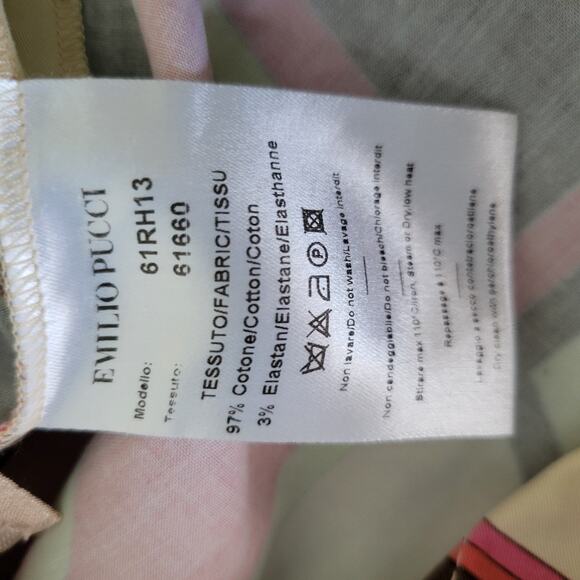 EMILIO PUCCI
Modello: 61RH13
Tessuto: 61660
TESSUTO/FABRIC/TISSU
97% Cotone/Cotton/Coton
3% Elastan/Elastane/Elasthanne
P
Non lavare/Do not wash/Lavage interdit
Non candeggiabile/Do not bleach/Chlorage interdit
Stirare max 110°C/Iron, steam or Dry, low heat
Repassage à 110°C max
Lavaggio a secco con
Dry clean with perchloroethylene